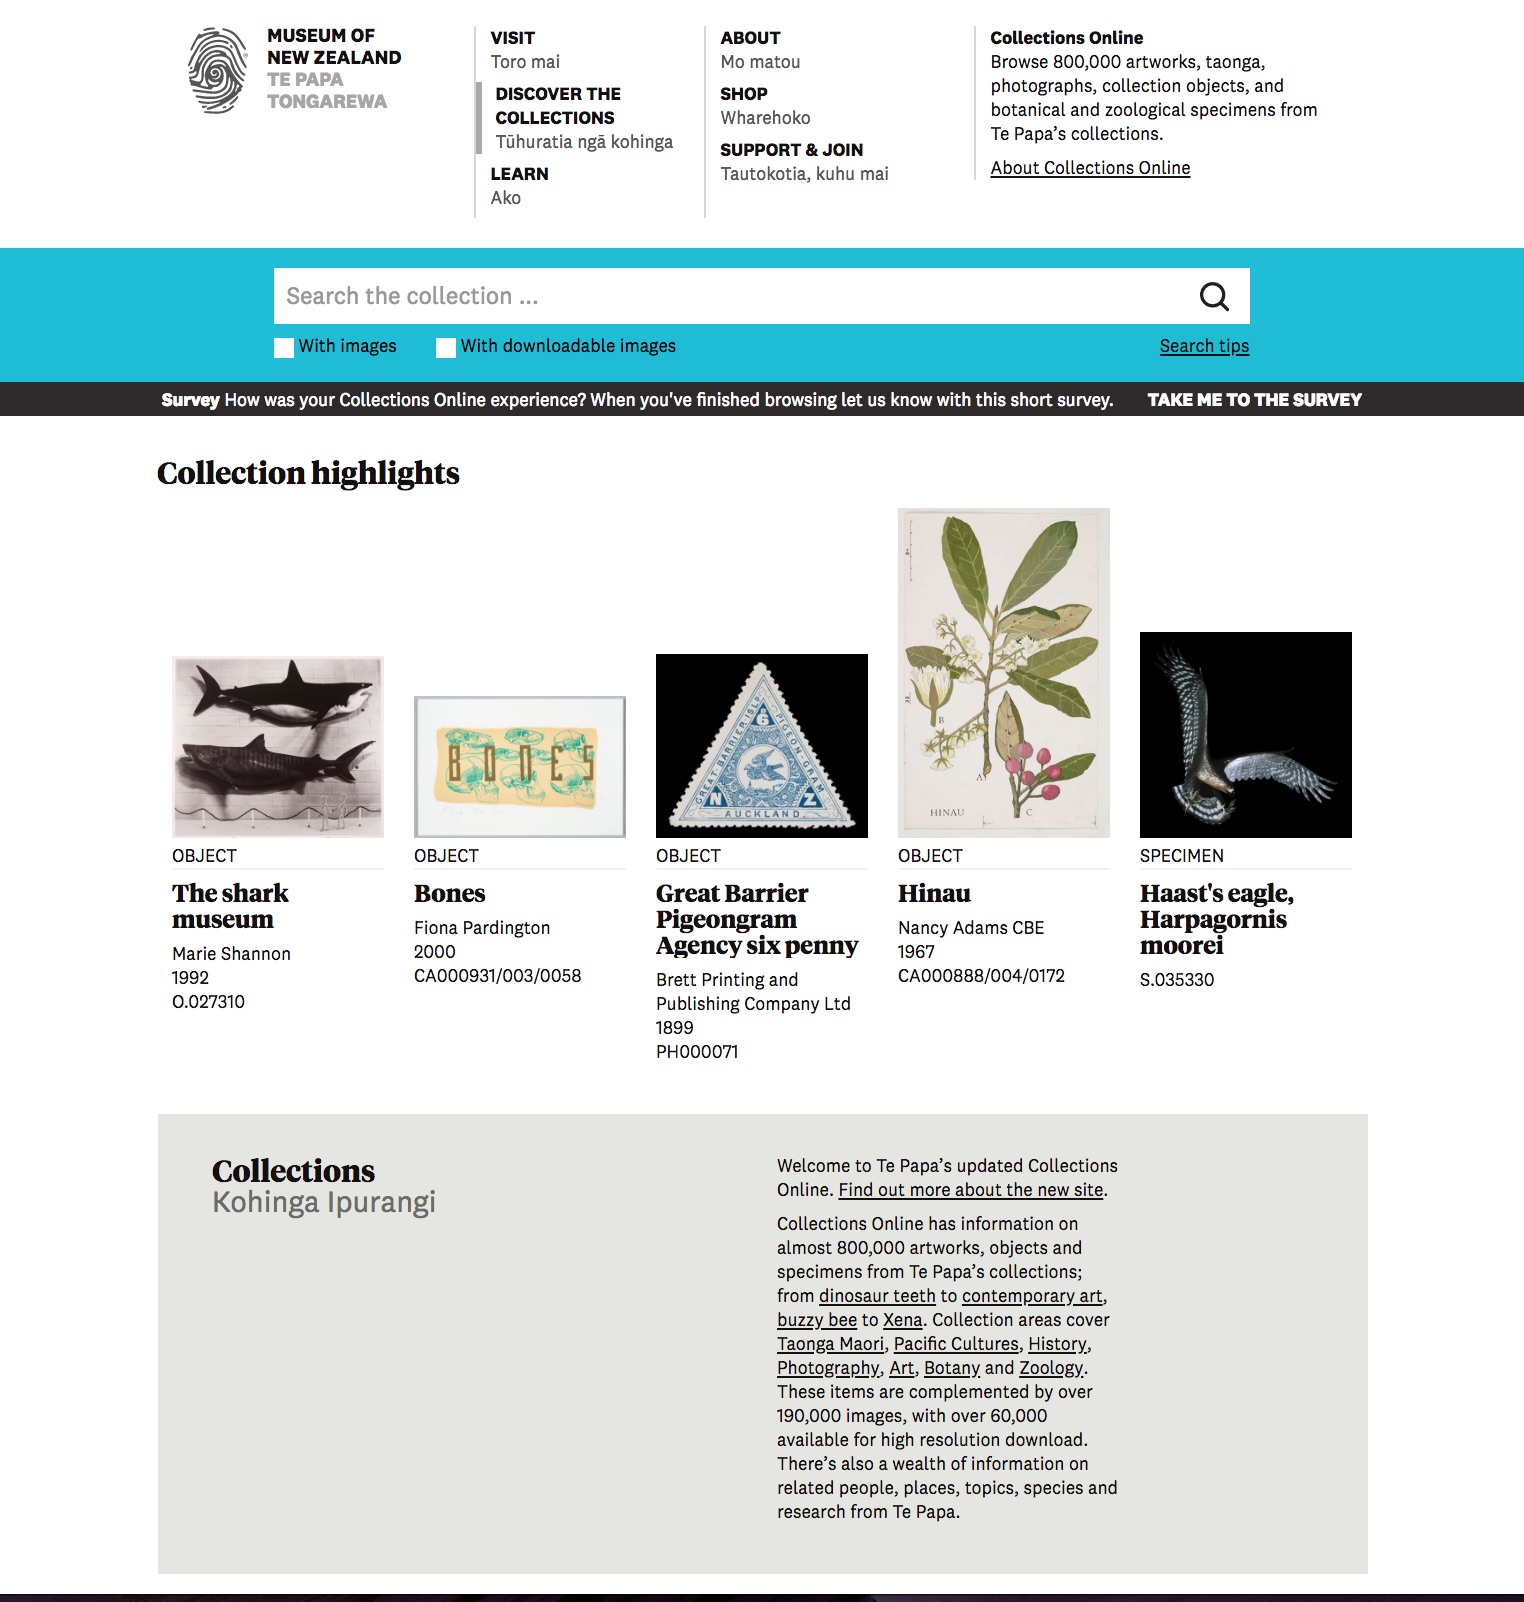 MUSEUM OF
NEW ZEALAND
TE PAPA
TONGAREWA
VISIT
Toro mai
DISCOVER THE
COLLECTIONS
Tūhuratia ngā kohinga
LEARN
Ako
ABOUT
Mo matou
SHOP
Wharehoko
SUPPORT & JOIN
Tautokotia, kuhu mai
Collections Online
Browse 800,000 artworks, taonga,
photographs, collection objects, and
botanical and zoological specimens from
Te Papa’s collections.
About Collections Online
Search the collection ...
With images
With downloadable images
Search tips
Survey How was your Collections Online experience? When you've finished browsing let us know with this short survey.
TAKE ME TO THE SURVEY
Collection highlights
OBJECT
The shark
museum
Marie Shannon
1992
O.027310
BONES
OBJECT
Bones
Fiona Pardington
2000
CA000931/003/0058
GREAT BARRIER ISLD
PIGEON-GRAM
6
N Z
AUCKLAND
OBJECT
Great Barrier
Pigeongram
Agency six penny
Brett Printing and
Publishing Company Ltd
1899
PH000071
B
A
HINAU
C
OBJECT
Hinau
Nancy Adams CBE
1967
CA000888/004/0172
SPECIMEN
Haast's eagle,
Harpagornis
moorei
S.035330
Collections
Kohinga Ipurangi
Welcome to Te Papa’s updated Collections
Online. Find out more about the new site.
Collections Online has information on
almost 800,000 artworks, objects and
specimens from Te Papa’s collections;
from dinosaur teeth to contemporary art,
buzzy bee to Xena. Collection areas cover
Taonga Maori, Pacific Cultures, History,
Photography, Art, Botany and Zoology.
These items are complemented by over
190,000 images, with over 60,000
available for high resolution download.
There’s also a wealth of information on
related people, places, topics, species and
research from Te Papa.